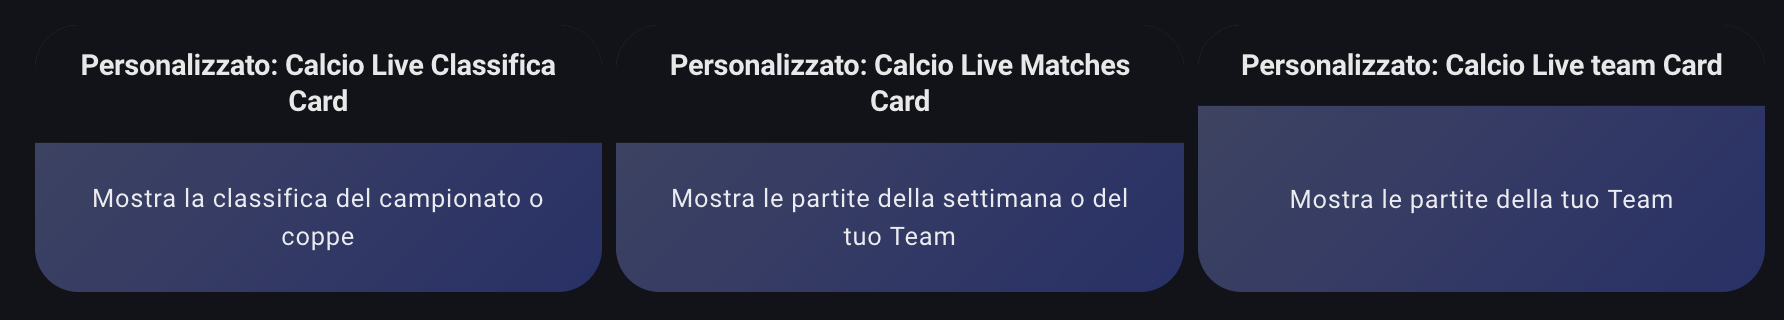 Personalizzato: Calcio Live Classifica
Card
Mostra la classifica del campionato o
coppe
Personalizzato: Calcio Live Matches
Card
Mostra le partite della settimana o del
tuo Team
Personalizzato: Calcio Live team Card
Mostra le partite della tuo Team